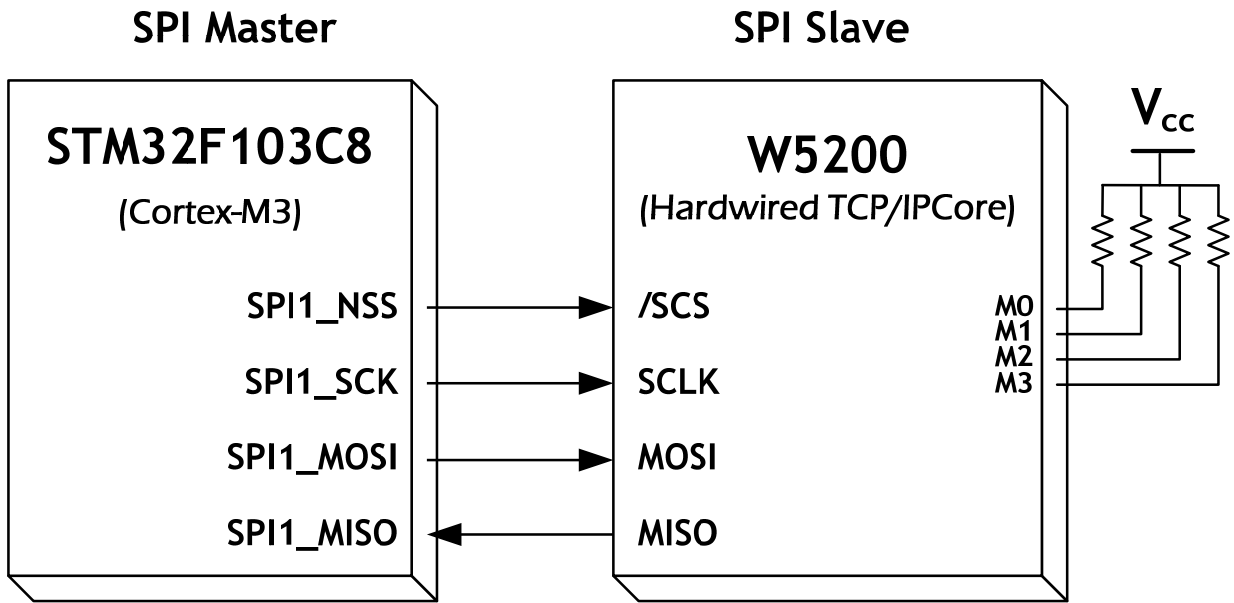 SPI Master
SPI Slave
STM32F103C8
(Cortex-M3)
SPI1_NSS
SPI1_SCK
SPI1_MOSI
SPI1_MISO
W5200
(Hardwired TCP/IPCore)
/SCS
SCLK
MOSI
MISO
M0
M1
M2
M3
Vcc